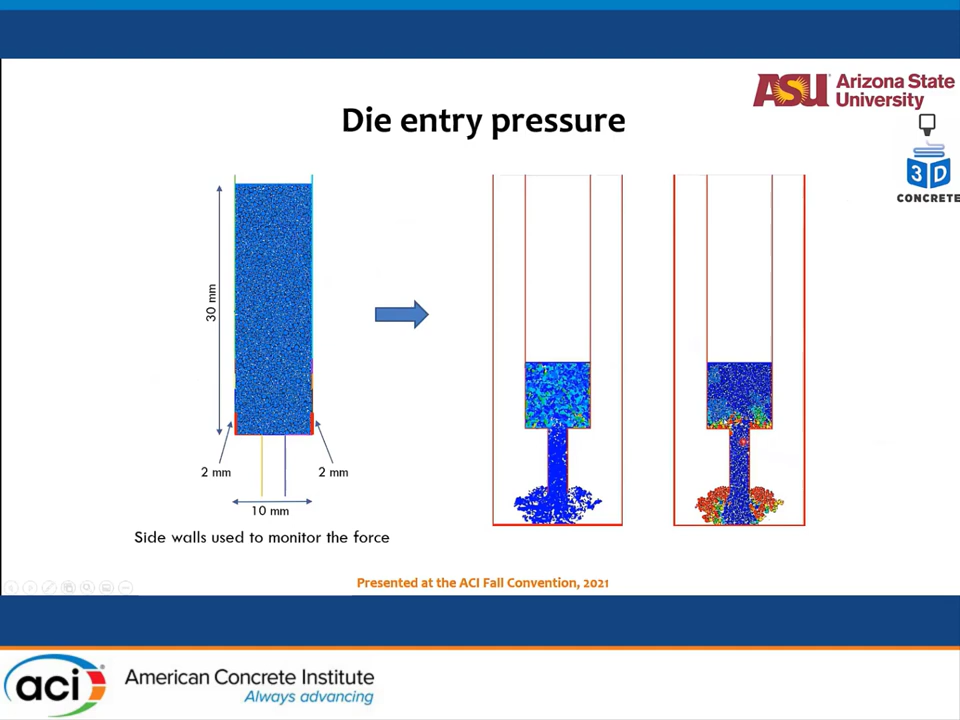 ASU Arizona State
University
Die entry pressure
3D
CONCRETE
30 mm
2 mm
2 mm
10 mm
Side walls used to monitor the force
Presented at the ACI Fall Convention, 2021
aci American Concrete Institute
Always advancing